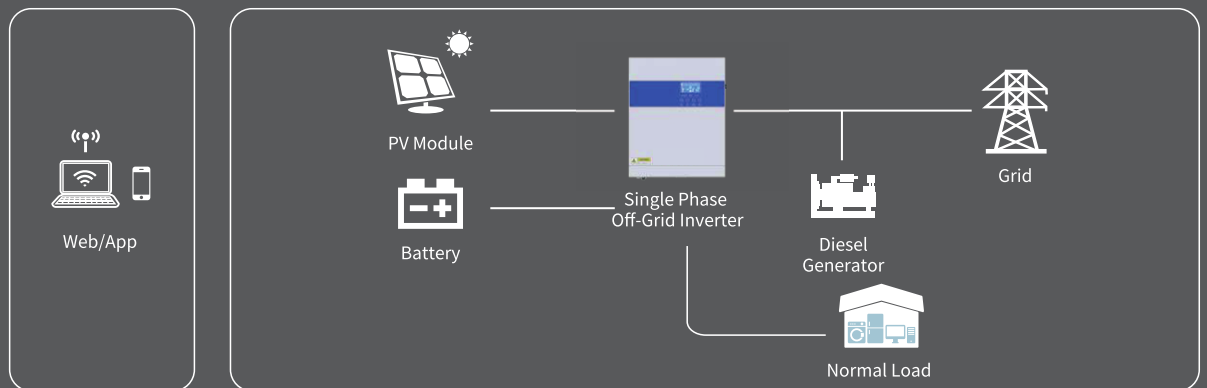 Web/App
PV Module
Battery
Single Phase
Off-Grid Inverter
Diesel
Generator
Grid
Normal Load